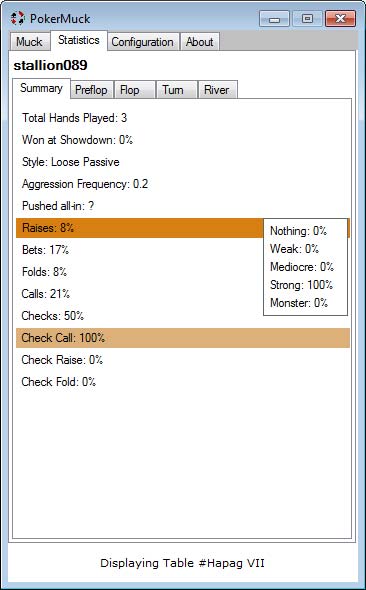 PokerMuck
Muck Statistics Configuration About
stallion089
Summary Preflop Flop Turn River
Total Hands Played: 3
Won at Showdown: 0%
Style: Loose Passive
Aggression Frequency: 0.2
Pushed all-in: ?
Raises: 8%
Nothing: 0%
Weak: 0%
Mediocre: 0%
Strong: 100%
Monster: 0%
Bets: 17%
Folds: 8%
Calls: 21%
Checks: 50%
Check Call: 100%
Check Raise: 0%
Check Fold: 0%
Displaying Table #Hapag VII